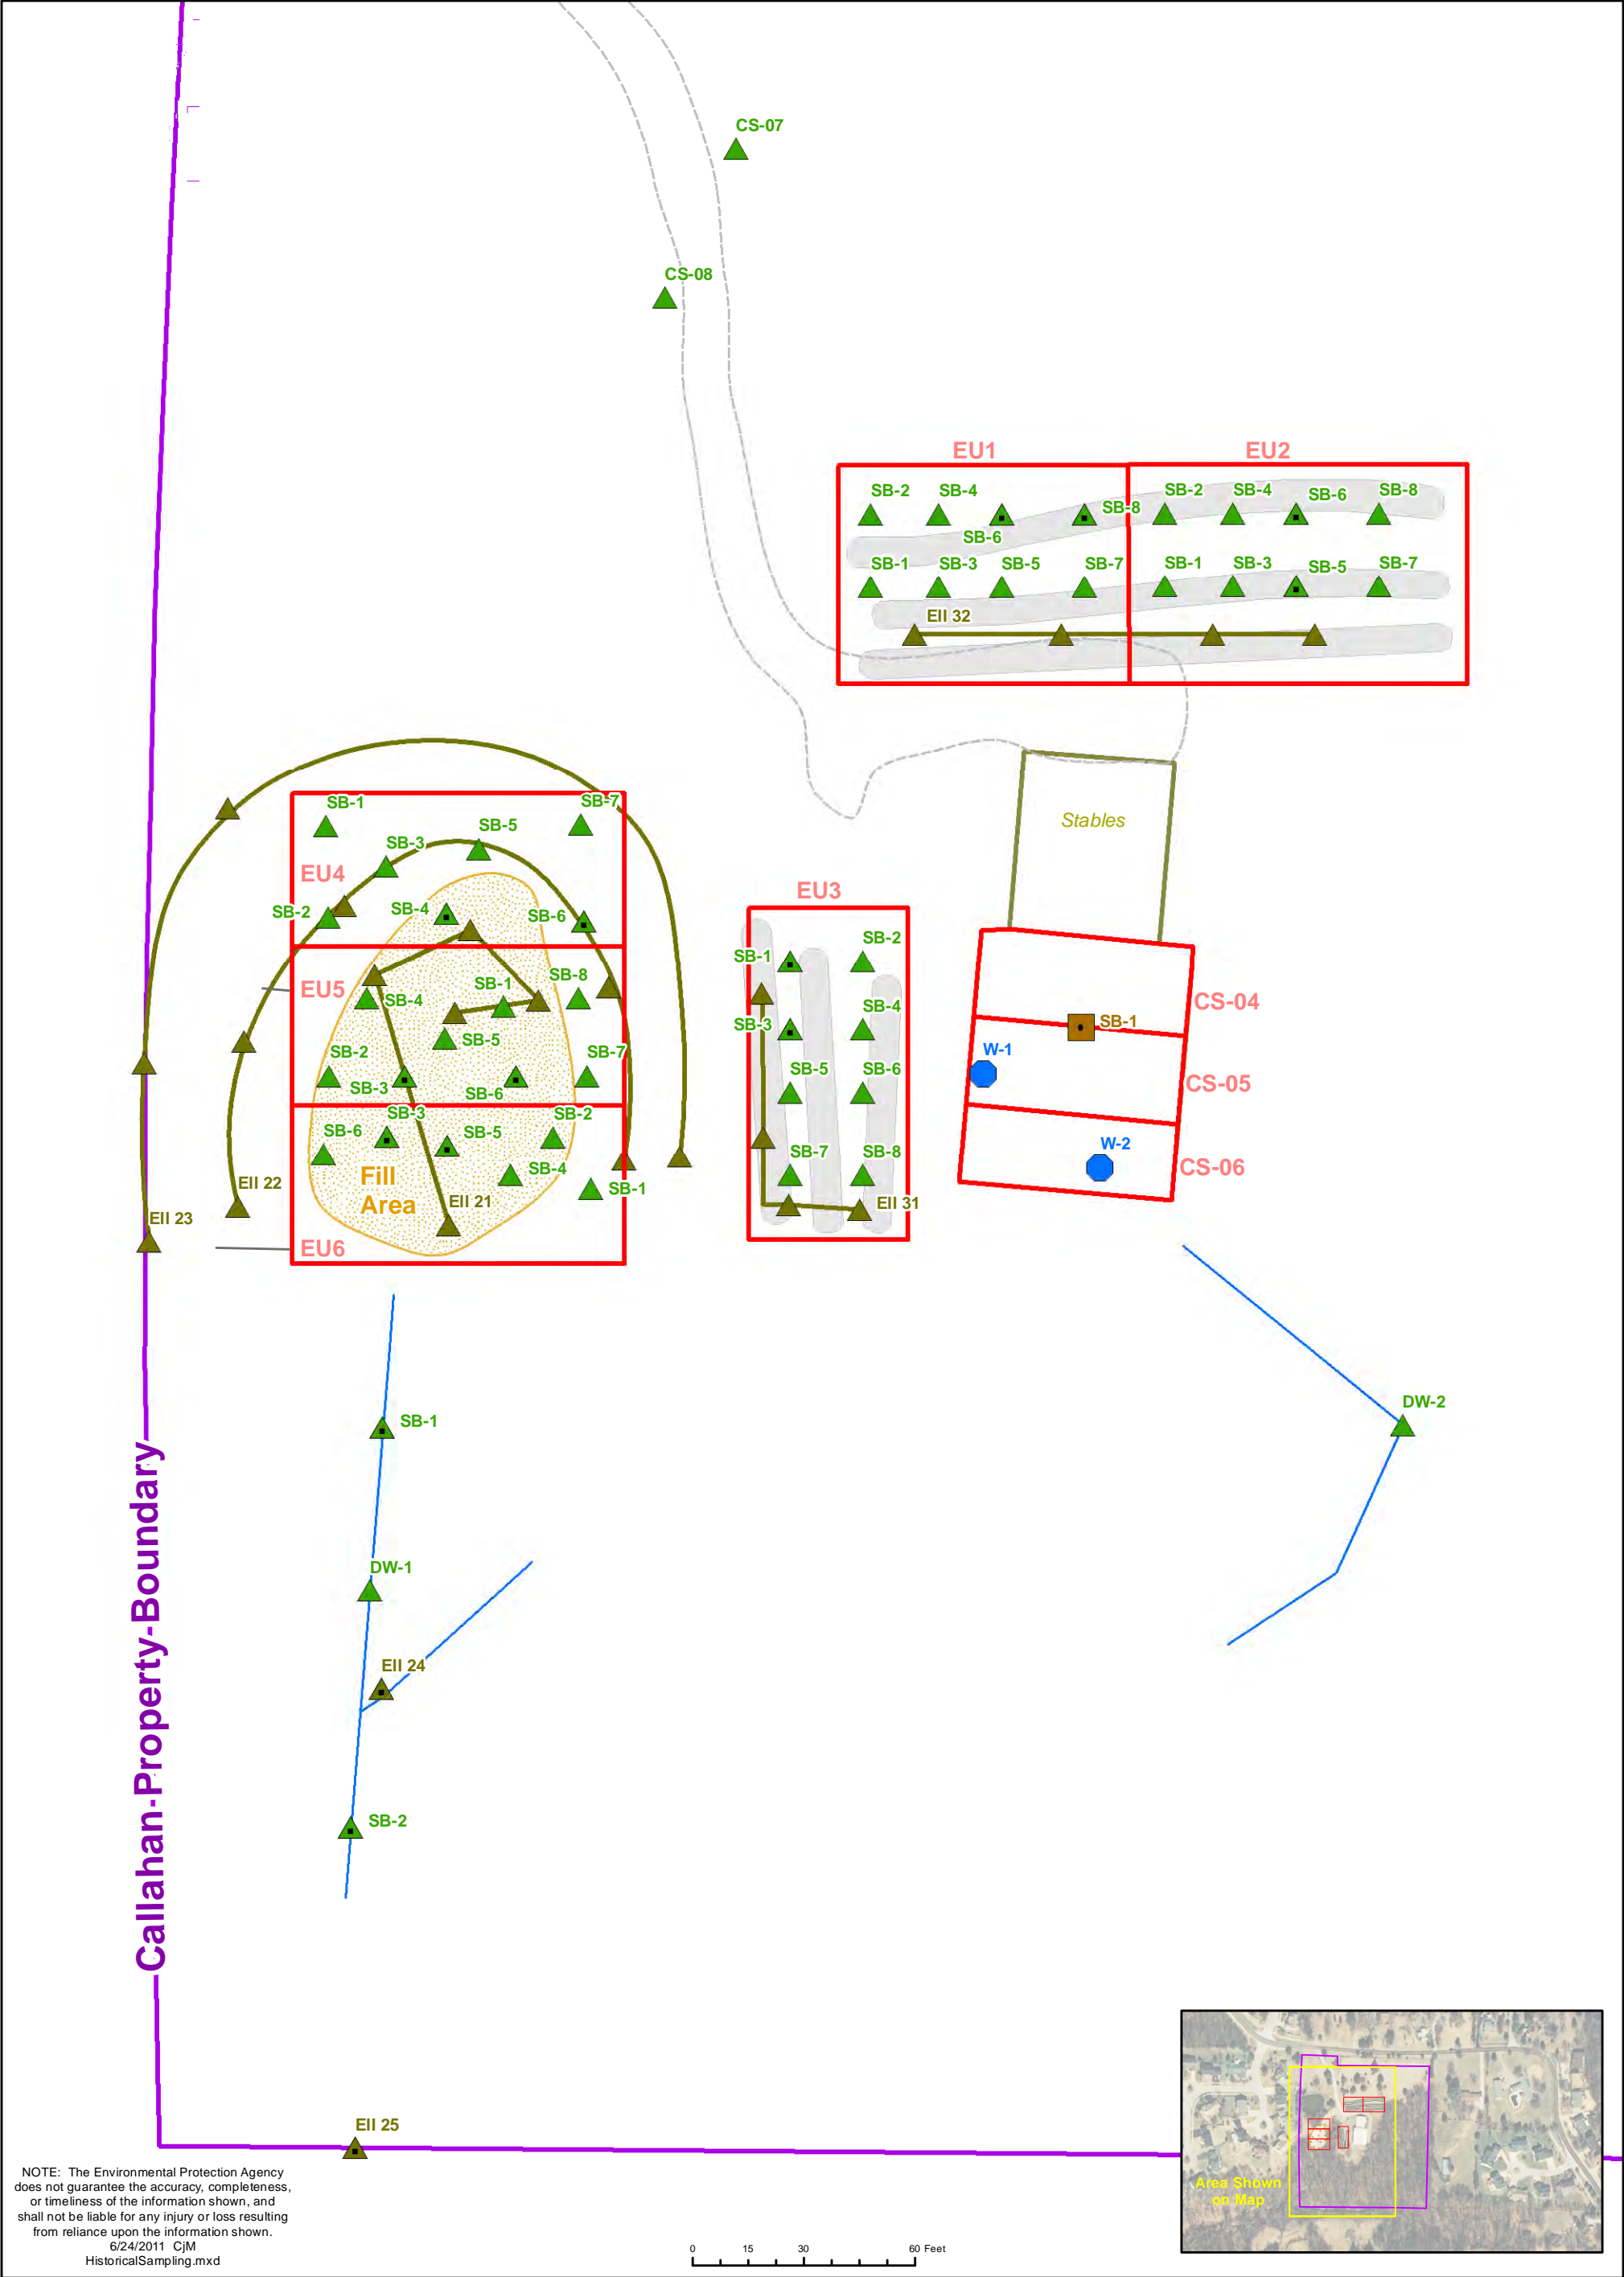 CS-07
CS-08
EU1
EU2
SB-2
SB-4
SB-8
SB-6
SB-2
SB-4
SB-6
SB-8
SB-1
SB-3
SB-5
SB-7
SB-1
SB-3
SB-5
SB-7
EII 32
Stables
SB-1
SB-7
SB-5
SB-3
EU4
SB-2
SB-4
SB-6
EU5
SB-4
SB-1
SB-8
SB-5
SB-2
SB-3
SB-6
SB-7
SB-3
SB-6
SB-5
SB-2
SB-4
SB-1
Fill
Area
EII 21
EII 22
EII 23
EU6
EU3
SB-1
SB-2
SB-3
SB-4
SB-5
SB-6
SB-7
SB-8
EII 31
CS-04
SB-1
W-1
CS-05
W-2
CS-06
DW-2
SB-1
DW-1
EII 24
SB-2
Callahan-Property-Boundary
EII 25
NOTE: The Environmental Protection Agency
does not guarantee the accuracy, completeness,
or timeliness of the information shown, and
shall not be liable for any injury or loss resulting
from reliance upon the information shown.
6/24/2011 CjM
HistoricalSampling.mxd
0 15 30 60 Feet
Area Shown
on Map